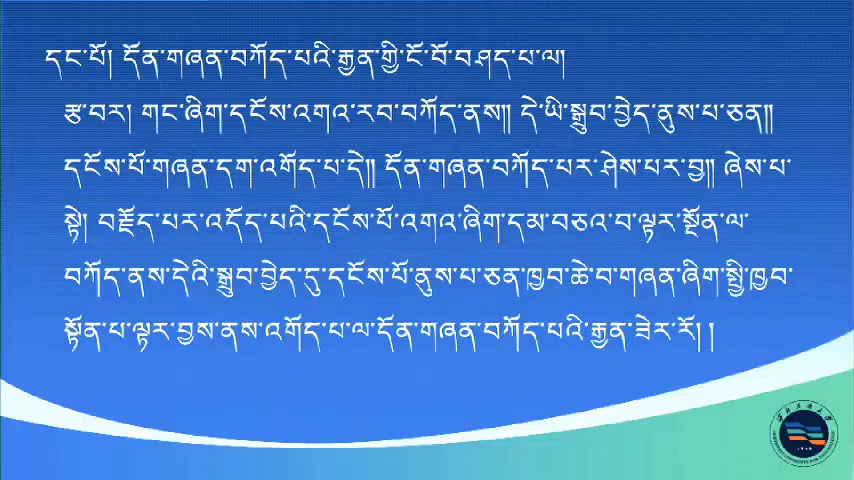 དང་པོ། དོན་གཞན་བཀོད་པའི་རྒྱན་གྱི་ངོ་བོ་བཤད་པ་ལ།
རྩ་བར། གང་ཞིག་དངོས་འགའ་རབ་བཀོད་ནས།། དེ་ཡི་སྒྲུབ་བྱེད་ནུས་པ་ཅན།།
དངོས་པོ་གཞན་དག་འགོད་པ་དེ།། དོན་གཞན་བཀོད་པར་ཤེས་པར་བྱ།། ཞེས་པ་
སྟེ། བརྗོད་པར་འདོད་པའི་དངོས་པོ་འགའ་ཞིག་དམ་བཅའ་བ་ལྟར་སྔོན་ལ་
བཀོད་ནས་དེའི་སྒྲུབ་བྱེད་དུ་དངོས་པོ་ནུས་པ་ཅན་ཁྱབ་ཆེ་བ་གཞན་ཞིག་སྤྱི་ཁྱབ་
སྟོན་པ་ལྟར་བྱས་ནས་འགོད་པ་ལ་དོན་གཞན་བཀོད་པའི་རྒྱན་ཟེར་རོ། །